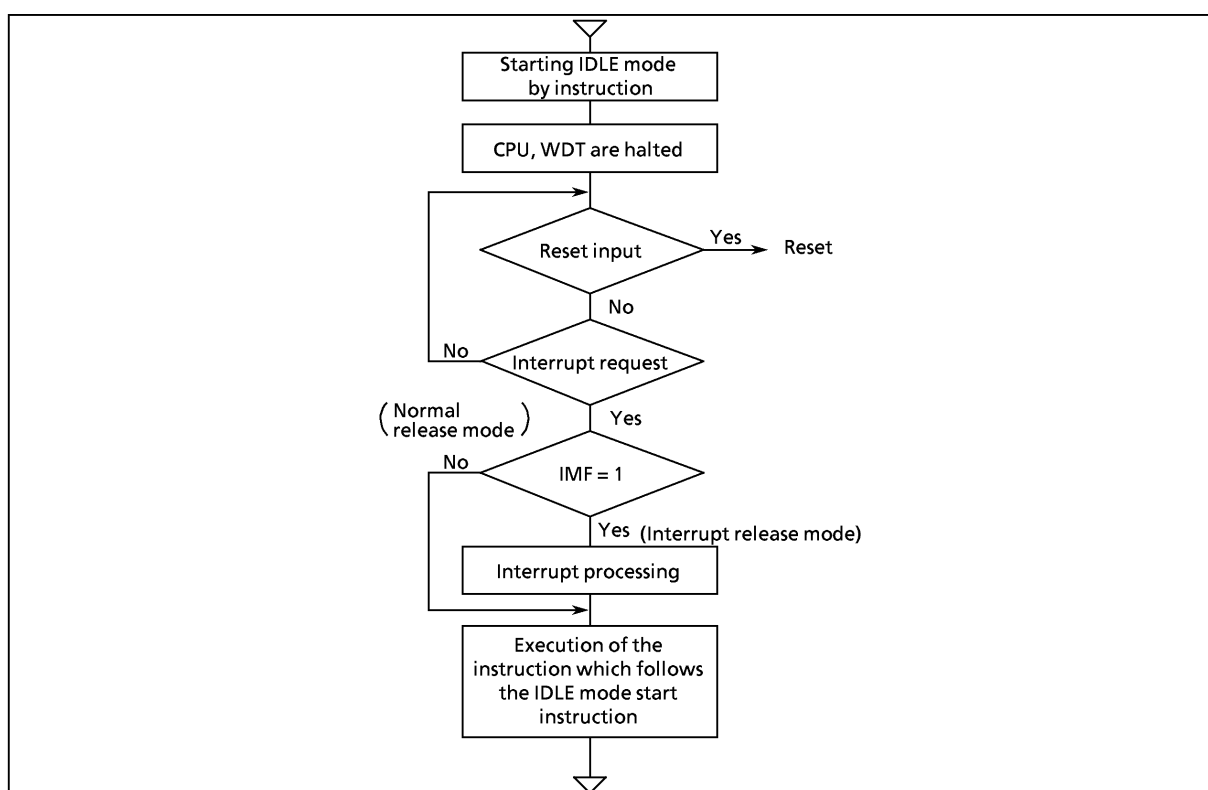 Starting IDLE mode
by instruction
CPU, WDT are halted
Reset input
Yes
Reset
No
Interrupt request
No
Yes
(Normal
release mode)
IMF = 1
No
Yes (Interrupt release mode)
Interrupt processing
Execution of the
instruction which follows
the IDLE mode start
instruction